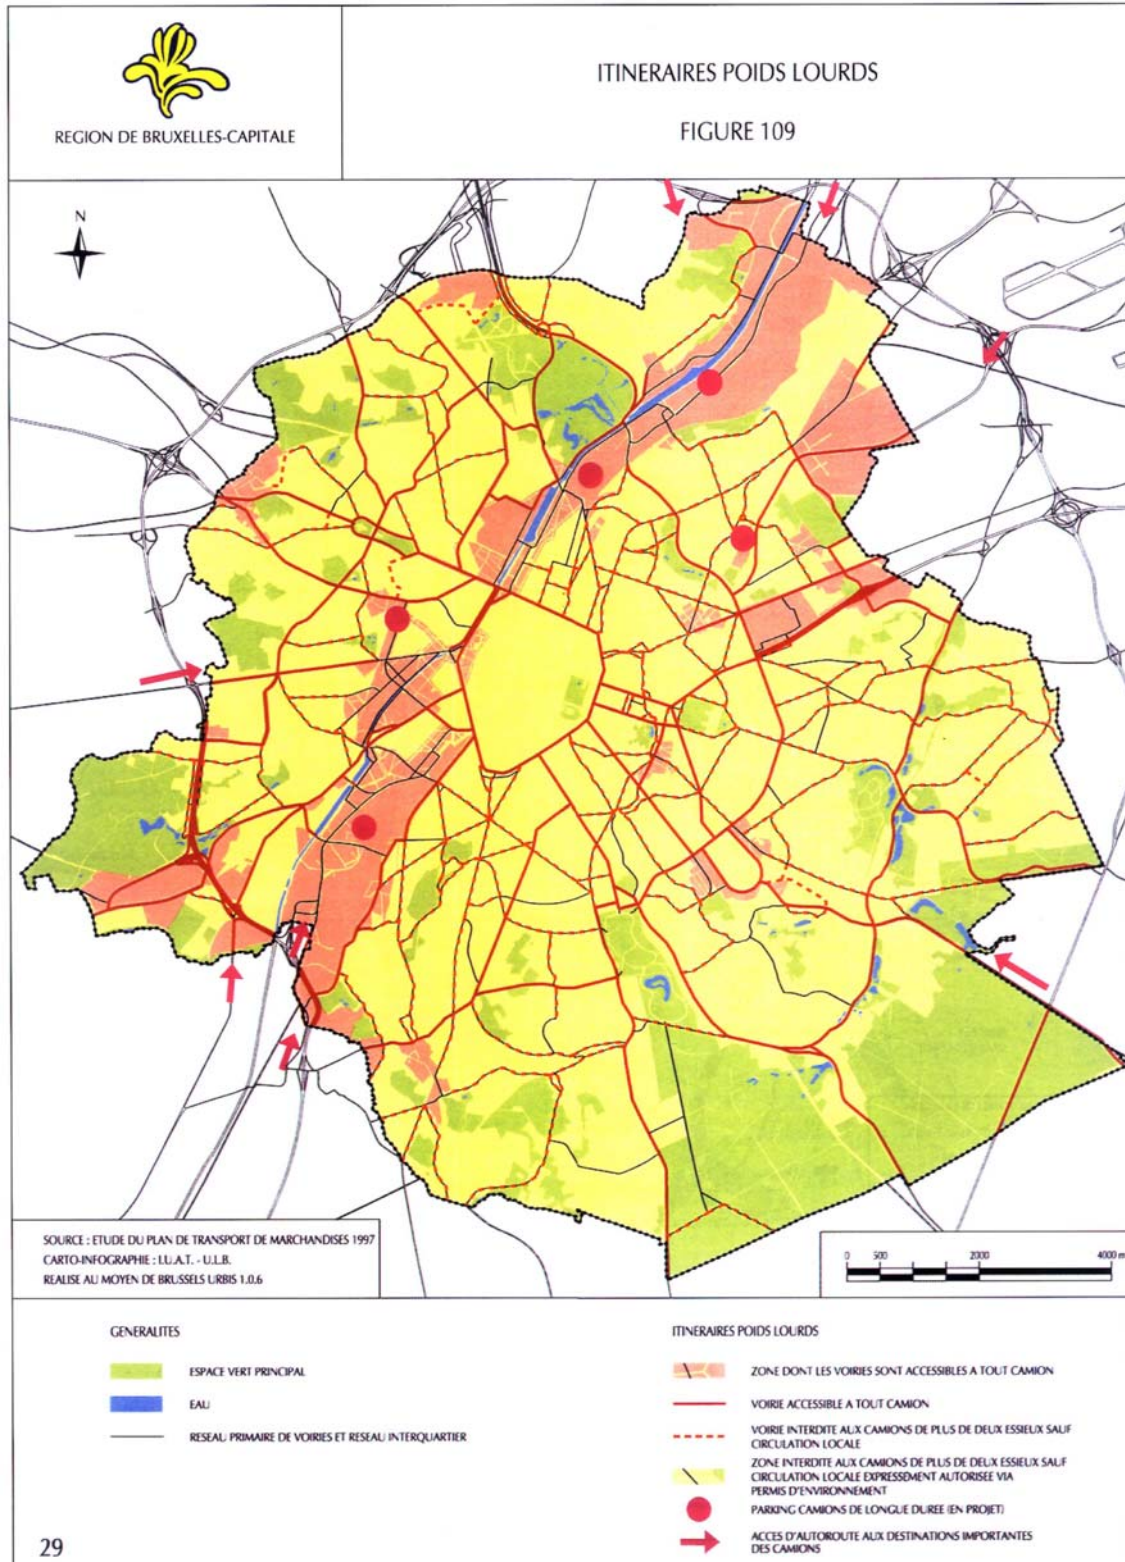 REGION DE BRUXELLES-CAPITALE
ITINERAIRES POIDS LOURDS
FIGURE 109
N
SOURCE : ETUDE DU PLAN DE TRANSPORT DE MARCHANDISES 1997
CARTO-INFOGRAPHIE : I.U.A.T. - U.L.B.
REALISE AU MOYEN DE BRUSSELS URBIS 1.0.6
0 500 2000 4000 m
GENERALITES
ESPACE VERT PRINCIPAL
EAU
RESEAU PRIMAIRE DE VOIRIES ET RESEAU INTERQUARTIER
ITINERAIRES POIDS LOURDS
ZONE DONT LES VOIRIES SONT ACCESSIBLES A TOUT CAMION
VOIRIE ACCESSIBLE A TOUT CAMION
VOIRIE INTERDITE AUX CAMIONS DE PLUS DE DEUX ESSIEUX SAUF
CIRCULATION LOCALE
ZONE INTERDITE AUX CAMIONS DE PLUS DE DEUX ESSIEUX SAUF
CIRCULATION LOCALE EXPRESSEMENT AUTORISEE VIA
PERMIS D'ENVIRONNEMENT
PARKING CAMIONS DE LONGUE DUREE (EN PROJET)
ACCES D'AUTOROUTE AUX DESTINATIONS IMPORTANTES
DES CAMIONS
29